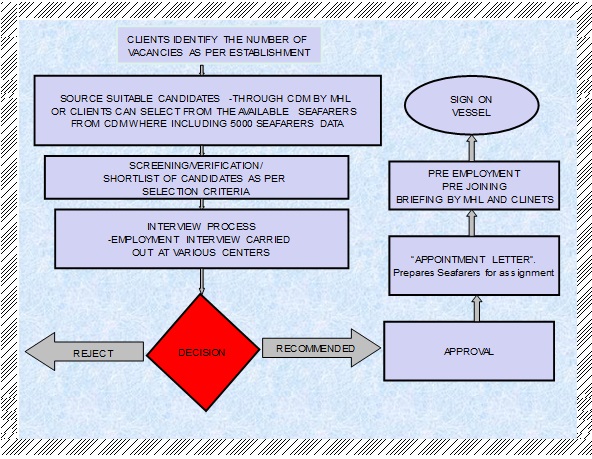 CLIENTS IDENTIFY THE NUMBER OF
VACANCIES AS PER ESTABLISHMENT
SOURCE SUITABLE CANDIDATES -THROUGH CDM BY MHL
OR CLIENTS CAN SELECT FROM THE AVAILABLE SEAFARERS
FROM CDM WHERE INCLUDING 5000 SEAFARERS DATA
SCREENING/VERIFICATION/
SHORTLIST OF CANDIDATES AS PER
SELECTION CRITERIA
INTERVIEW PROCESS
-EMPLOYMENT INTERVIEW CARRIED
OUT AT VARIOUS CENTERS
DECISION
REJECT
RECOMMENDED
APPROVAL
"APPOINTMENT LETTER".
Prepares Seafarers for assignment
PRE EMPLOYMENT
PRE JOINING
BRIEFING BY MHL AND CLINETS
SIGN ON
VESSEL